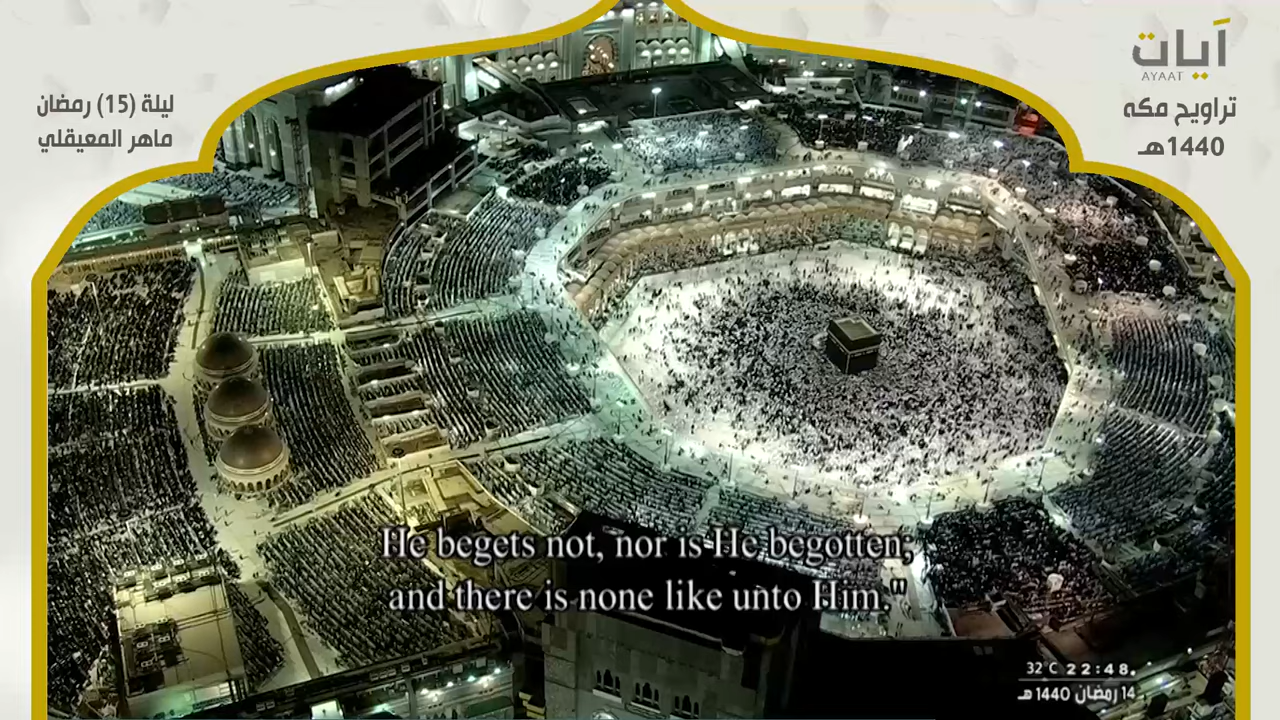 آيات
AYAAT
تراويح مكه
1440هـ
ليلة (15) رمضان
ماهر المعيقلي
He begets not, nor is He begotten;
and there is none like unto Him."
32°C 22:48
14 رمضان 1440هـ